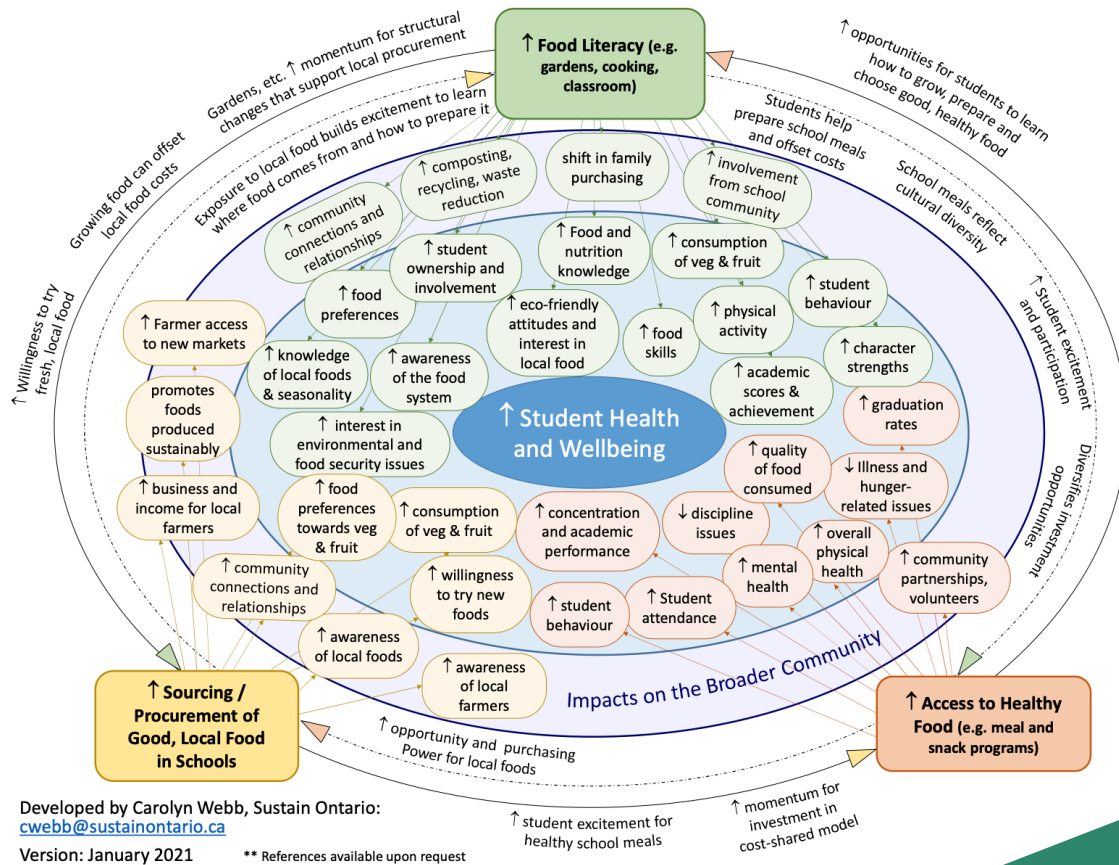 ↑ Food Literacy (e.g.
gardens, cooking,
classroom)
Gardens, etc. ↑ momentum for structural
changes that support local procurement
Exposure to local food builds excitement to learn
where food comes from and how to prepare it
Growing food can offset
local food costs
↑ Willingness to try
fresh, local food
↑ opportunities for students to learn
how to grow, prepare and
choose good, healthy food
Students help
prepare school meals
and offset costs
School meals reflect
cultural diversity
↑ Student excitement
and participation
Diversifies investment
opportunities
↑ composting,
recycling, waste
reduction
shift in family
purchasing
↑ involvement
from school
community
↑ community
connections and
relationships
↑ student
ownership and
involvement
↑ Food and
nutrition
knowledge
↑ consumption
of veg & fruit
↑ student
behaviour
↑ food
preferences
↑ eco-friendly
attitudes and
interest in
local food
↑ food
skills
↑ physical
activity
↑ character
strengths
↑ Farmer access
to new markets
↑ knowledge
of local foods
& seasonality
↑ awareness
of the food
system
↑ academic
scores &
achievement
promotes
foods
produced
sustainably
↑ Student Health
and Wellbeing
↑ graduation
rates
↑ interest in
environmental and
food security issues
↑ quality
of food
consumed
↓ Illness and
hunger-
related issues
↑ business and
income for local
farmers
↑ food
preferences
towards veg
& fruit
↑ consumption
of veg & fruit
↑ concentration
and academic
performance
↓ discipline
issues
↑ overall
physical
health
↑ community
partnerships,
volunteers
↑ community
connections and
relationships
↑ willingness
to try new
foods
↑ mental
health
↑ student
behaviour
↑ Student
attendance
↑ awareness
of local foods
↑ awareness
of local
farmers
Impacts on the Broader Community
↑ Sourcing /
Procurement of
Good, Local Food
in Schools
↑ Access to Healthy
Food (e.g. meal and
snack programs)
↑ opportunity and purchasing
Power for local foods
↑ student excitement for
healthy school meals
↑ momentum for
investment in
cost-shared model
Developed by Carolyn Webb, Sustain Ontario:
cwebb@sustainontario.ca
Version: January 2021 ** References available upon request